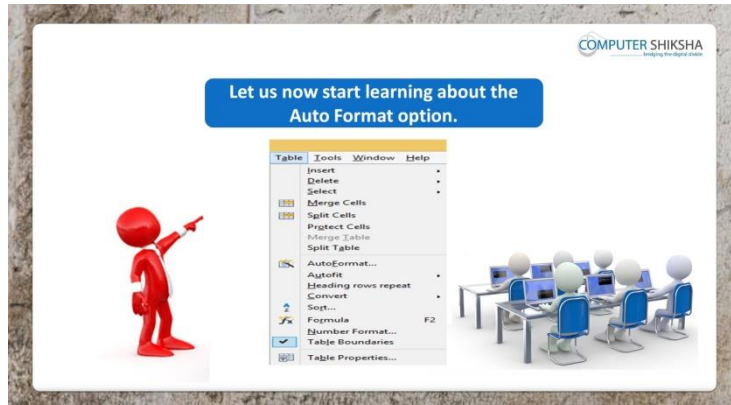 COMPUTER SHIKSHA
bridging the digital divide
Let us now start learning about the
Auto Format option.
Table Tools Window Help
Insert
Delete
Select
Merge Cells
Split Cells
Protect Cells
Merge Table
Split Table
AutoFormat...
Autofit
Heading rows repeat
Convert
Sort...
Formula F2
Number Format...
Table Boundaries
Table Properties...